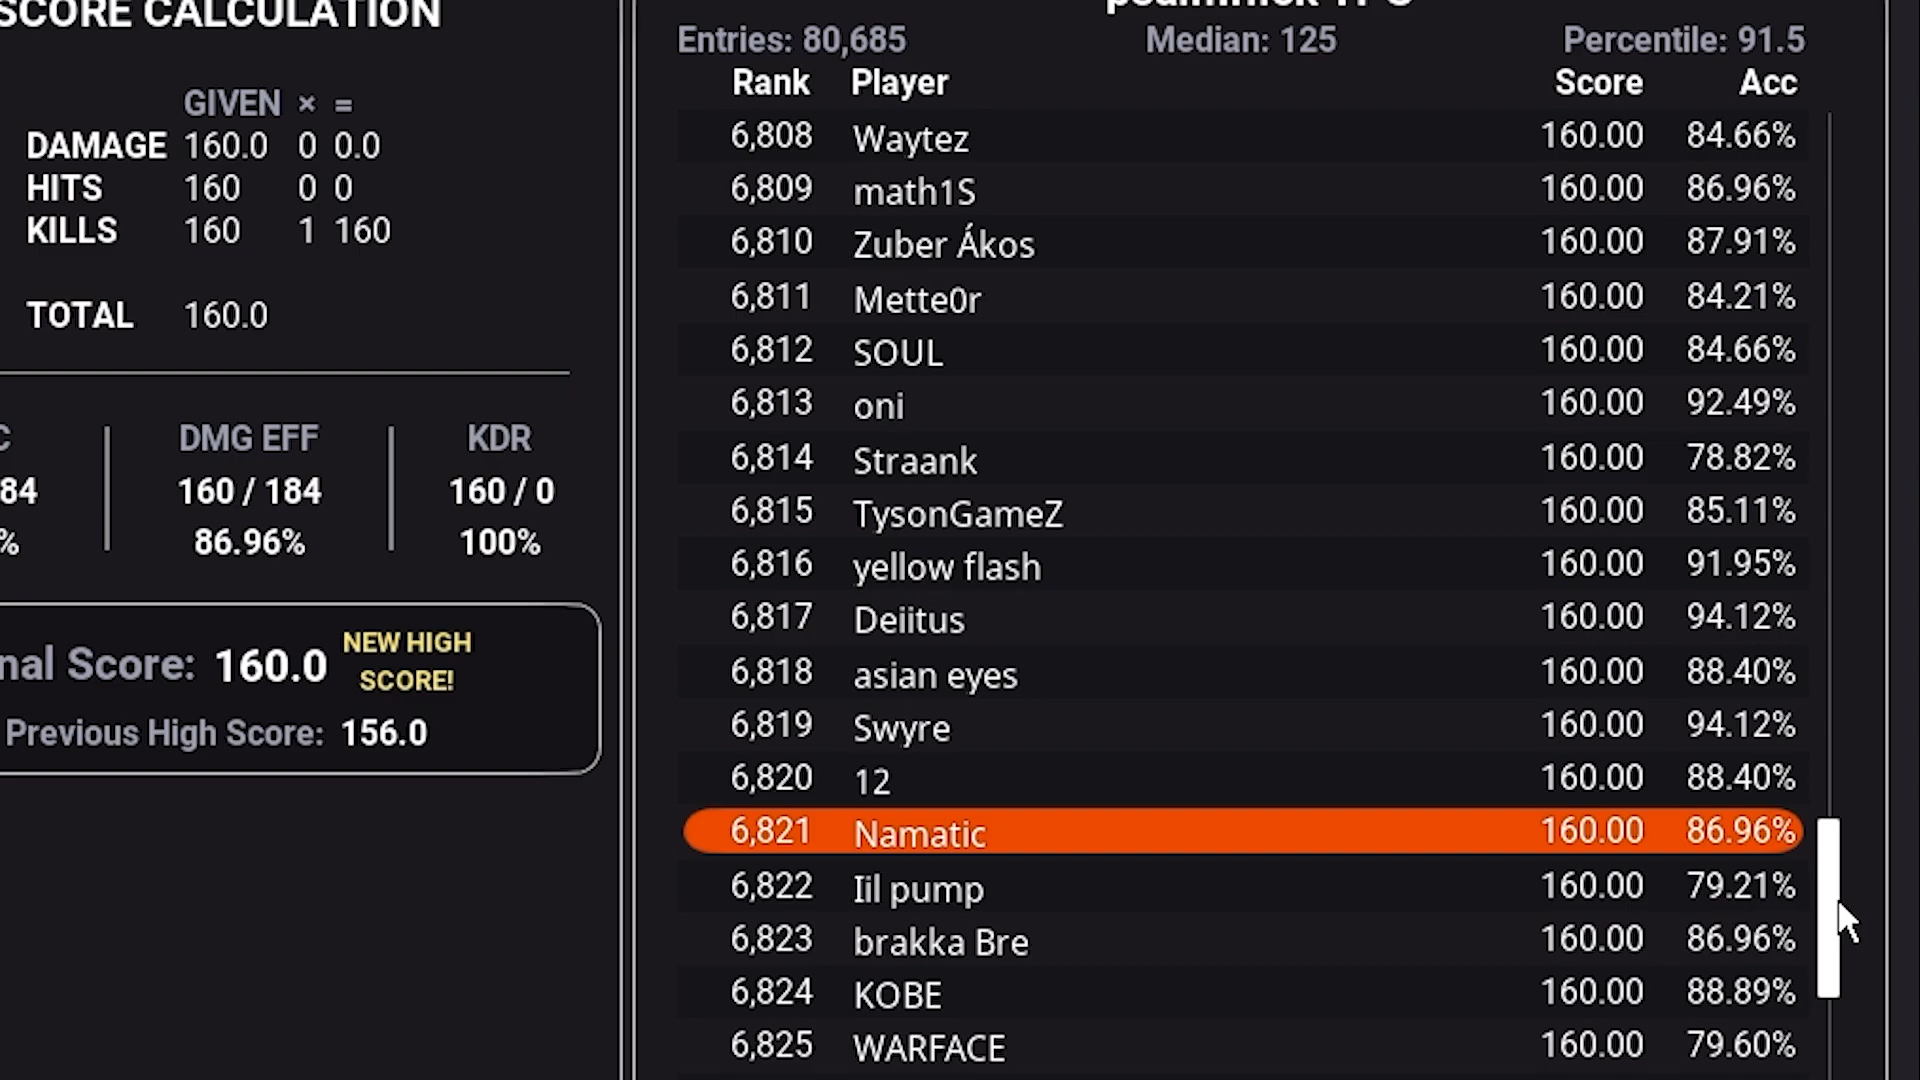 SCORE CALCULATION
GIVEN × =
DAMAGE 160.0 0 0.0
HITS 160 0 0
KILLS 160 1 160
TOTAL 160.0
DMG EFF KDR
84 160 / 184 160 / 0
% 86.96% 100%
nal Score: 160.0 NEW HIGH SCORE!
Previous High Score: 156.0
Entries: 80,685 Median: 125 Percentile: 91.5
Rank Player Score Acc
6,808 Waytez 160.00 84.66%
6,809 math1S 160.00 86.96%
6,810 Zuber Ákos 160.00 87.91%
6,811 Mette0r 160.00 84.21%
6,812 SOUL 160.00 84.66%
6,813 oni 160.00 92.49%
6,814 Straank 160.00 78.82%
6,815 TysonGameZ 160.00 85.11%
6,816 yellow flash 160.00 91.95%
6,817 Deiitus 160.00 94.12%
6,818 asian eyes 160.00 88.40%
6,819 Swyre 160.00 94.12%
6,820 12 160.00 88.40%
6,821 Namatic 160.00 86.96%
6,822 Iil pump 160.00 79.21%
6,823 brakka Bre 160.00 86.96%
6,824 KOBE 160.00 88.89%
6,825 WARFACE 160.00 79.60%